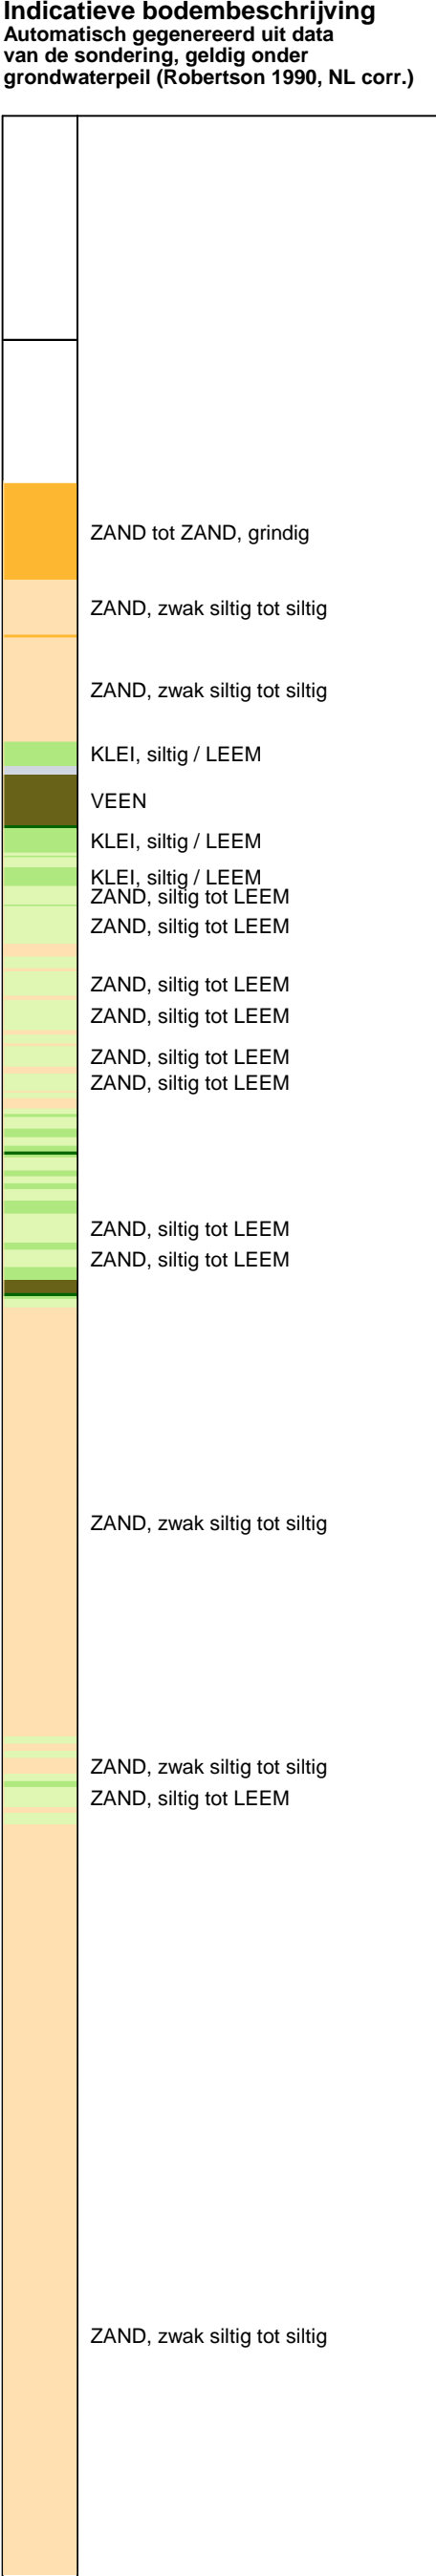 Indicatieve bodembeschrijving
Automatisch gegenereerd uit data
van de sondering, geldig onder
grondwaterpeil (Robertson 1990, NL corr.)
ZAND tot ZAND, grindig
ZAND, zwak siltig tot siltig
ZAND, zwak siltig tot siltig
KLEI, siltig / LEEM
VEEN
KLEI, siltig / LEEM
KLEI, siltig / LEEM
ZAND, siltig tot LEEM
ZAND, siltig tot LEEM
ZAND, siltig tot LEEM
ZAND, siltig tot LEEM
ZAND, siltig tot LEEM
ZAND, siltig tot LEEM
ZAND, siltig tot LEEM
ZAND, siltig tot LEEM
ZAND, zwak siltig tot siltig
ZAND, zwak siltig tot siltig
ZAND, siltig tot LEEM
ZAND, zwak siltig tot siltig